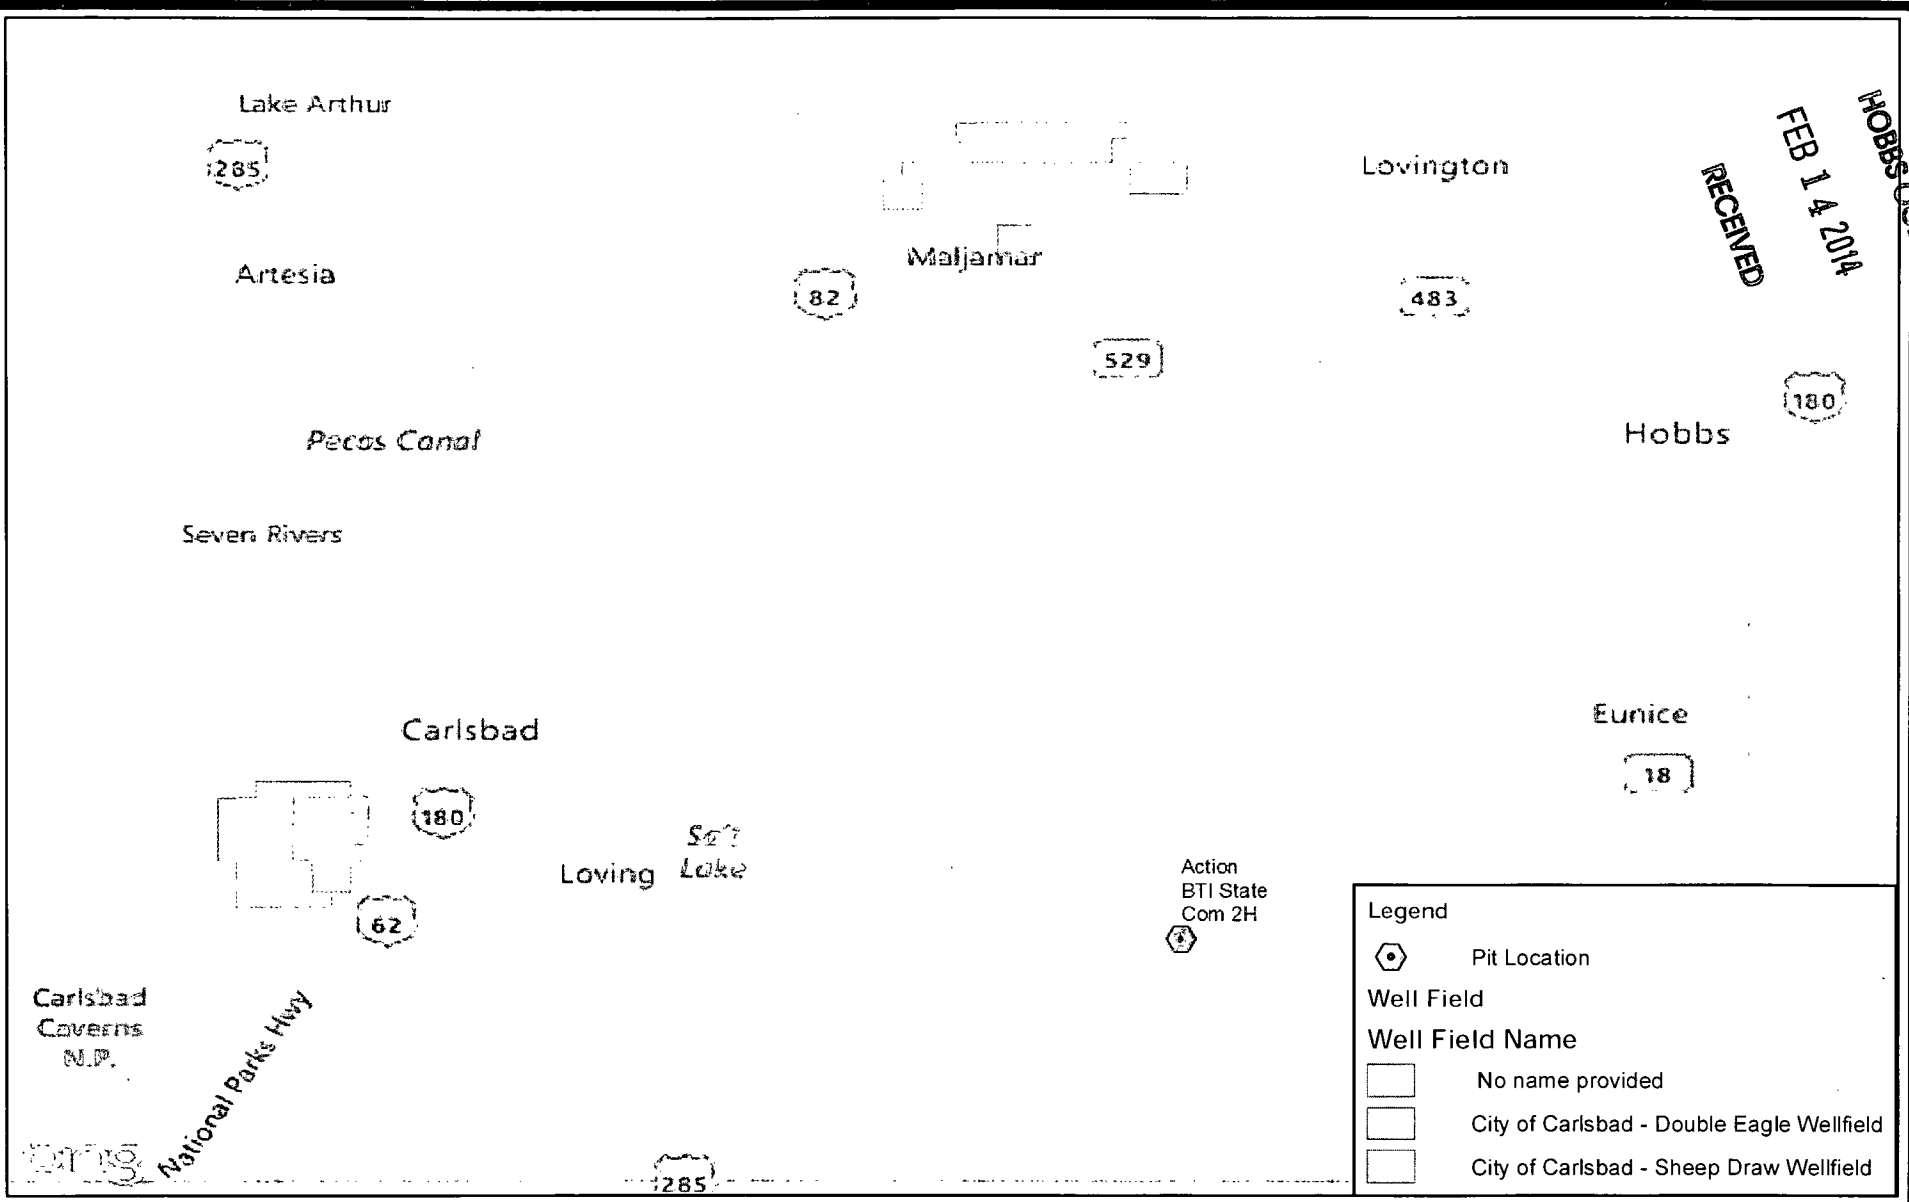 Lake Arthur
285
Lovington
HOBBS
FEB 14 2014
RECEIVED
Maljamar
Artesia
82
483
529
180
Pecos Canal
Hobbs
Seven Rivers
Carlsbad
Eunice
18
180
Loving
Lake
62
Action
BTI State
Com 2H
Legend
Pit Location
Well Field
Well Field Name
No name provided
City of Carlsbad - Double Eagle Wellfield
City of Carlsbad - Sheep Draw Wellfield
Carlsbad
Caverns
N.P.
National Parks Hwy
bing
285